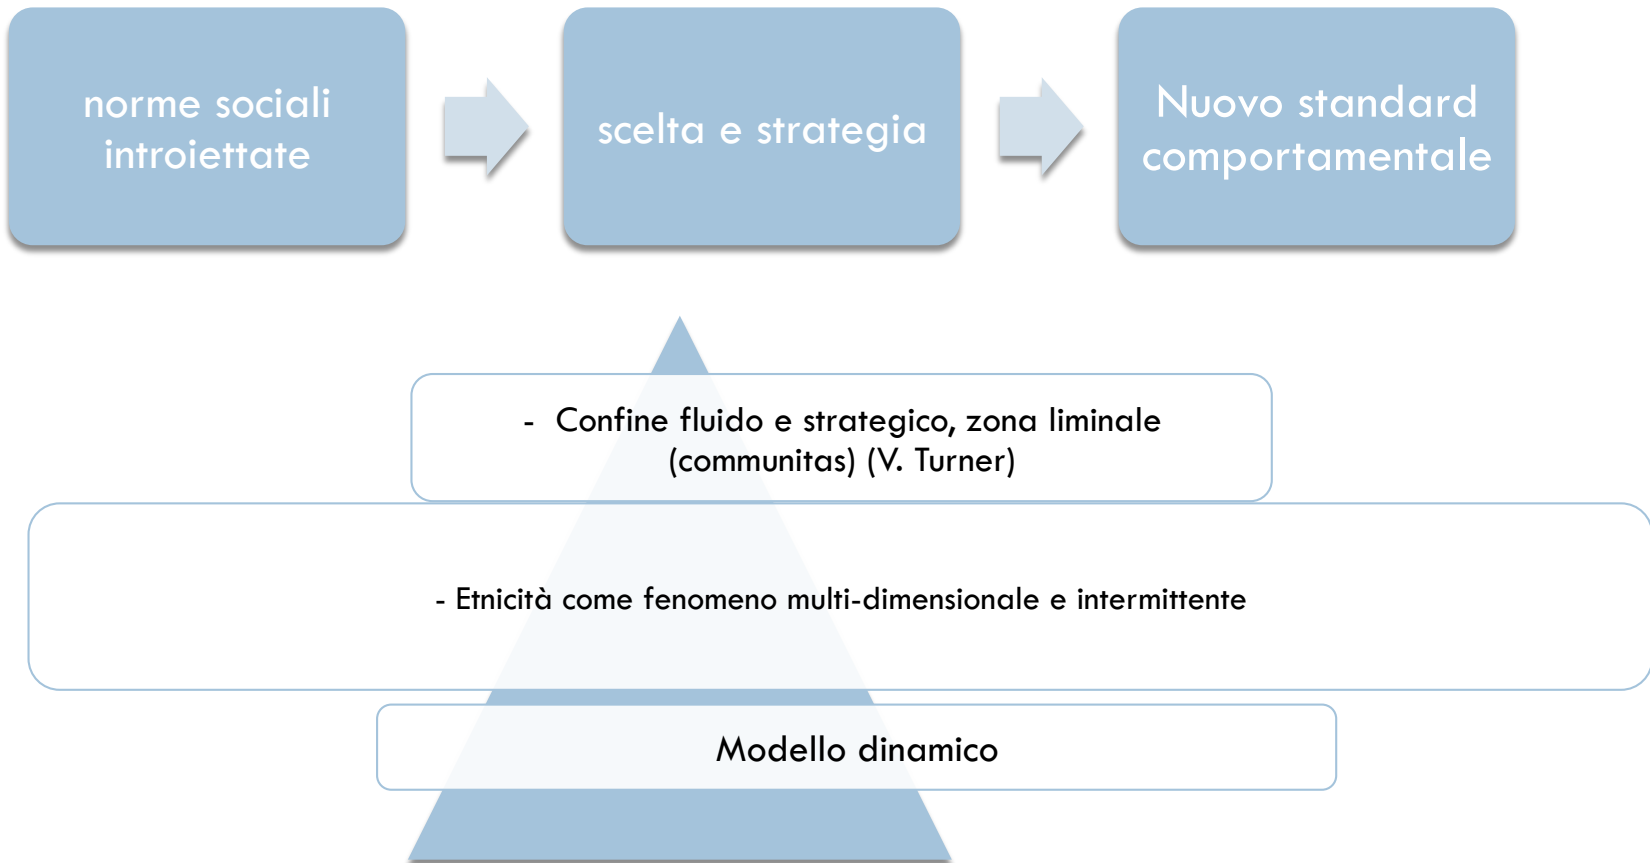 norme sociali
introiettate
scelta e strategia
Nuovo standard
comportamentale
- Confine fluido e strategico, zona liminale
(communitas) (V. Turner)
- Etnicità come fenomeno multi-dimensionale e intermittente
Modello dinamico